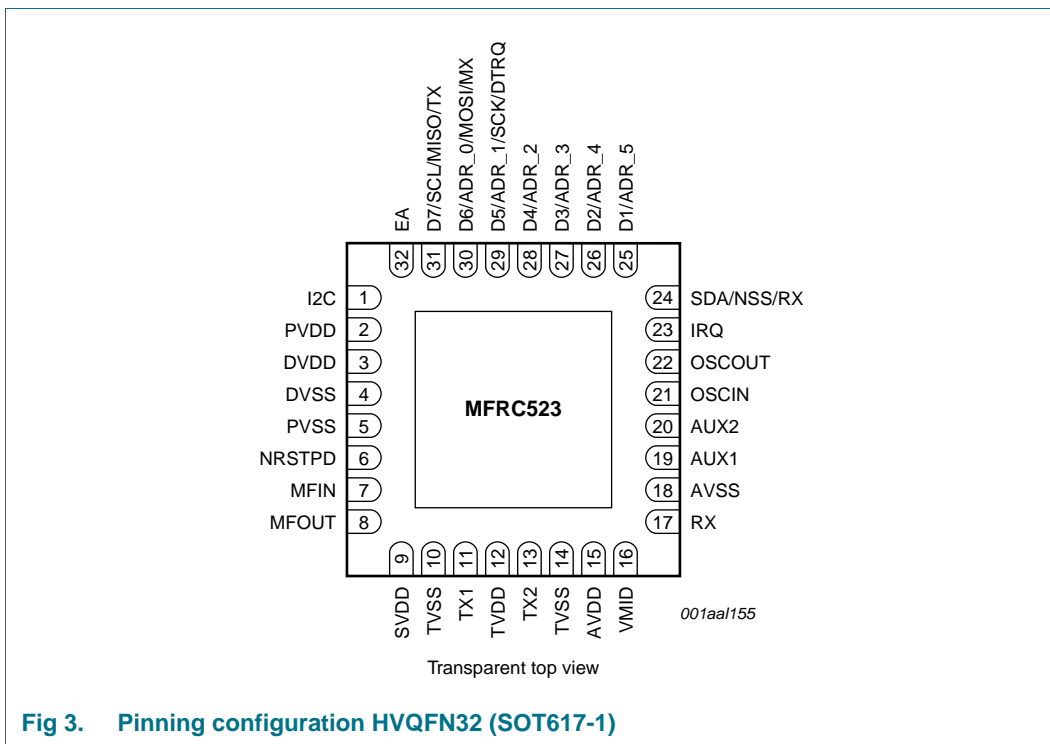 EA
D7/SCL/MISO/TX
D6/ADR_0/MOSI/MX
D5/ADR_1/SCK/DTRQ
D4/ADR_2
D3/ADR_3
D2/ADR_4
D1/ADR_5
32
31
30
29
28
27
26
25
I2C 1
PVDD 2
DVDD 3
DVSS 4
PVSS 5
NRSTPD 6
MFIN 7
MFOUT 8
MFRC523
24 SDA/NSS/RX
23 IRQ
22 OSCOUT
21 OSCIN
20 AUX2
19 AUX1
18 AVSS
17 RX
9
10
11
12
13
14
15
16
SVDD
TVSS
TX1
TVDD
TX2
TVSS
AVDD
VMID
001aal155
Transparent top view
Fig 3. Pinning configuration HVQFN32 (SOT617-1)